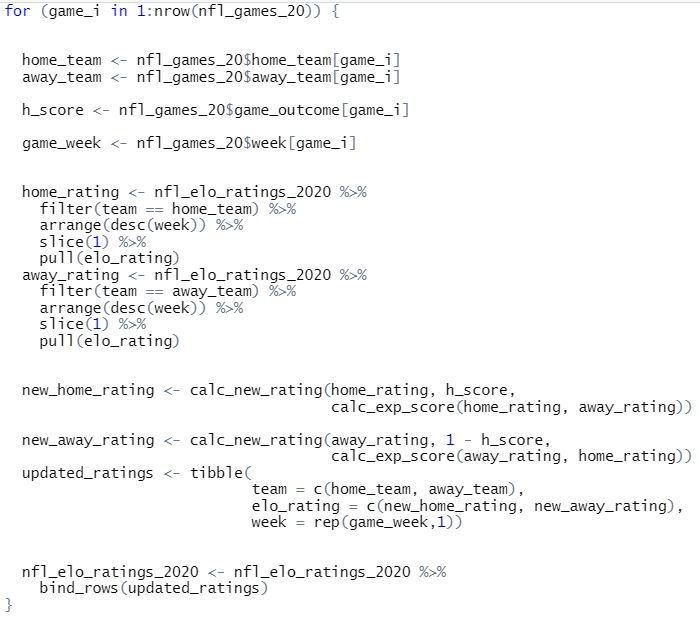 for (game_i in 1:nrow(nfl_games_20)) {
home_team <- nfl_games_20$home_team[game_i]
away_team <- nfl_games_20$away_team[game_i]
h_score <- nfl_games_20$game_outcome[game_i]
game_week <- nfl_games_20$week[game_i]
home_rating <- nfl_elo_ratings_2020 %>%
filter(team == home_team) %>%
arrange(desc(week)) %>%
slice(1) %>%
pull(elo_rating)
away_rating <- nfl_elo_ratings_2020 %>%
filter(team == away_team) %>%
arrange(desc(week)) %>%
slice(1) %>%
pull(elo_rating)
new_home_rating <- calc_new_rating(home_rating, h_score,
calc_exp_score(home_rating, away_rating))
new_away_rating <- calc_new_rating(away_rating, 1 - h_score,
calc_exp_score(away_rating, home_rating))
updated_ratings <- tibble(
team = c(home_team, away_team),
elo_rating = c(new_home_rating, new_away_rating),
week = rep(game_week,1))
nfl_elo_ratings_2020 <- nfl_elo_ratings_2020 %>%
bind_rows(updated_ratings)
}